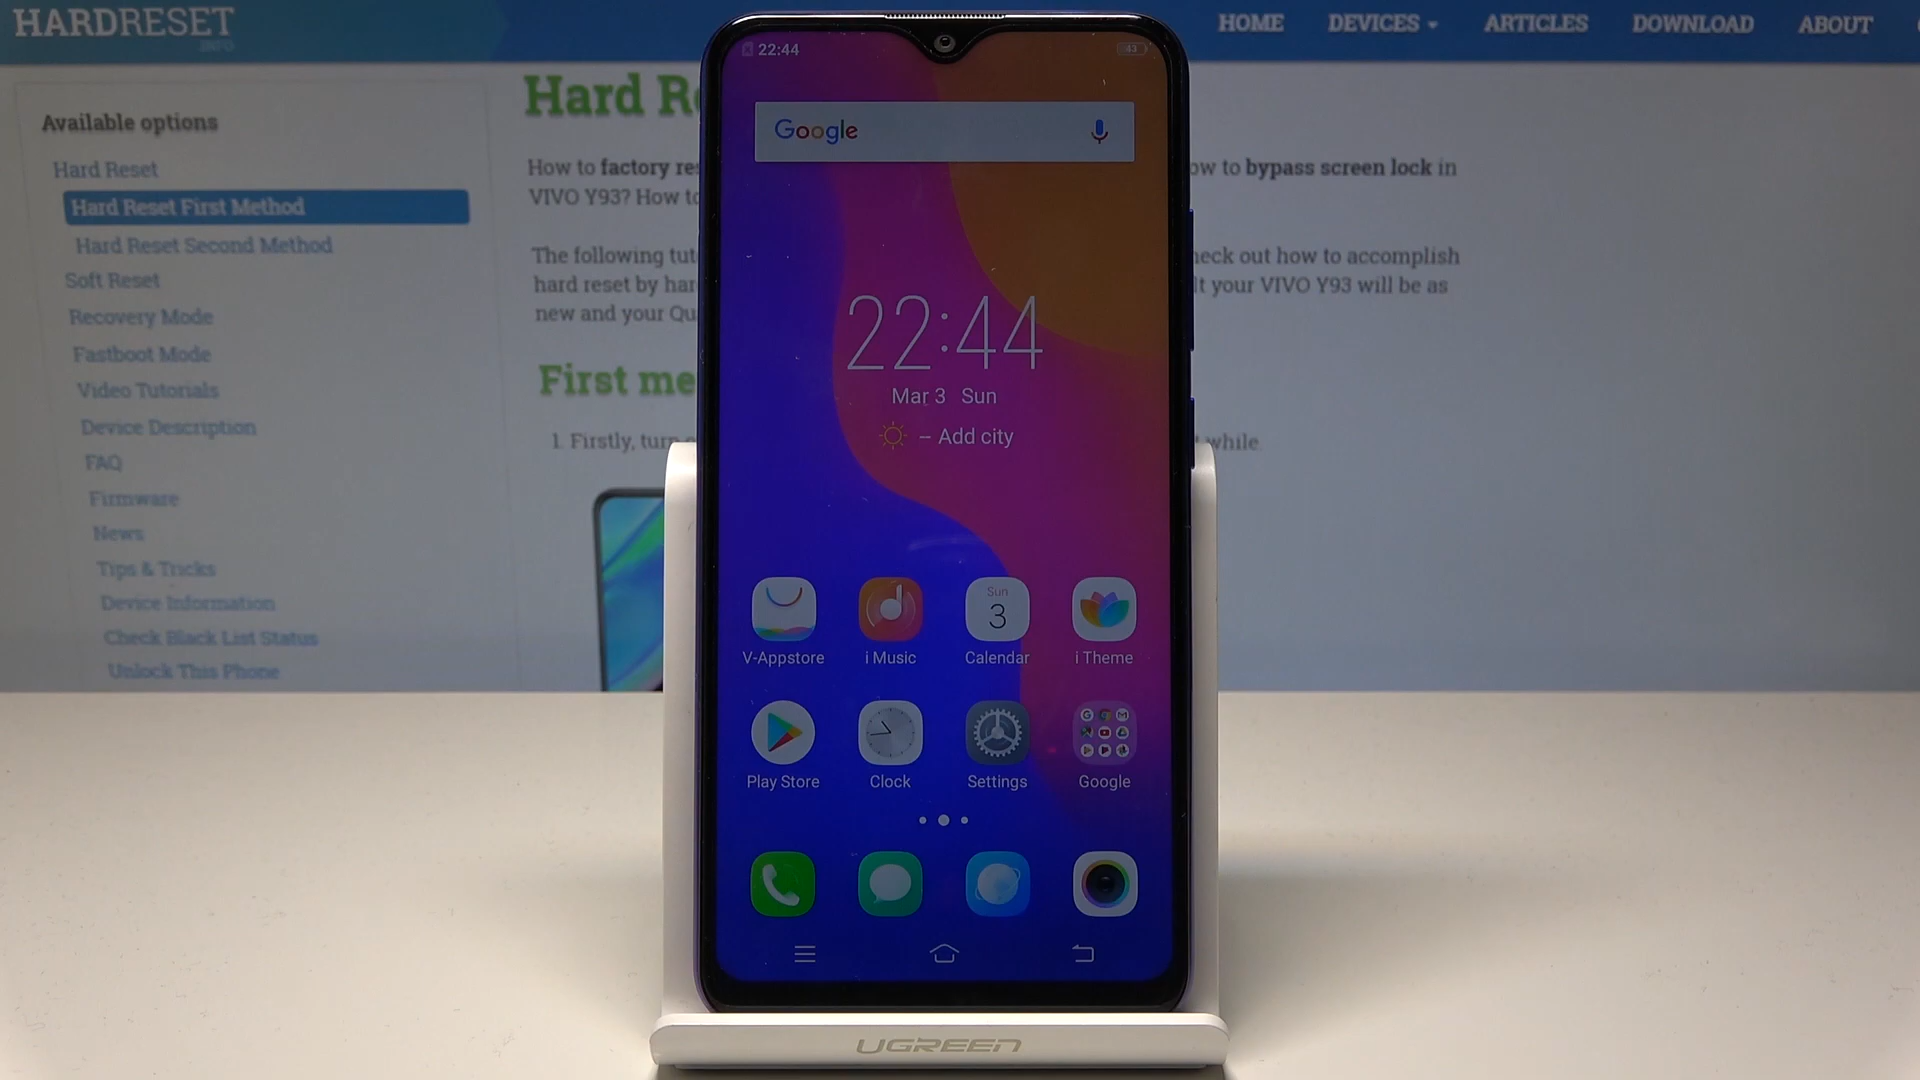 HARDRESET
.INFO
HOME DEVICES ARTICLES DOWNLOAD ABOUT
Available options
Hard Reset
Hard Reset First Method
Hard Reset Second Method
Soft Reset
Recovery Mode
Fastboot Mode
Video Tutorials
Device Description
FAQ
Firmware
News
Tips & Tricks
Device Information
Check Black List Status
Unlock This Phone
Hard R
How to factory re
VIVO Y93? How to
The following tut
hard reset by har
new and your Qu
First me
1. Firstly, turn
ow to bypass screen lock in
heck out how to accomplish
lt your VIVO Y93 will be as
while.
22:44
43
Google
22:44
Mar 3 Sun
-- Add city
V-Appstore
i Music
Sun
3
Calendar
i Theme
Play Store
Clock
Settings
Google
UGREEN